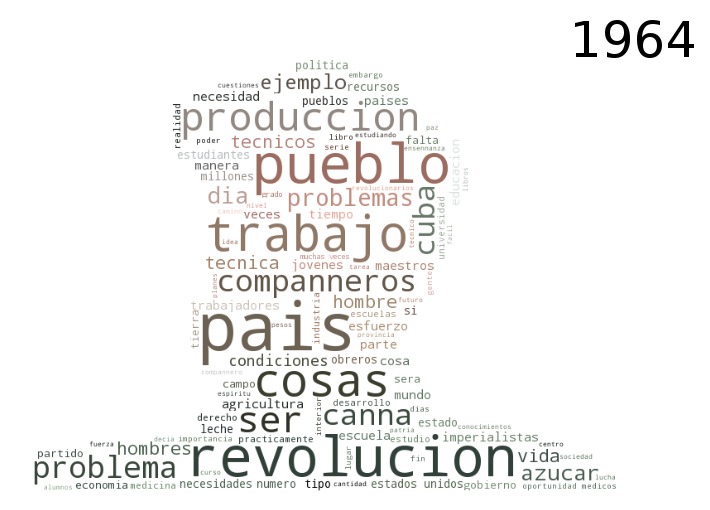 1964
politica
cuestiones ejemplo embargo
recursos
necesidad pueblos paises
realidad
produccion
paz
poder tecnicos libro estudiando falta
serie ensennanza
estudiantes
pueblo
educacion
libros
manera
millones
revolucionarios
grado
dia problemas
nivel
camino
veces tiempo
cuba
universidad
trabajo
tecnico
facil
idea
muchas veces
tecnica jovenes tarea maestros
planes
companneros
gentes
trabajadores hombre futuro
si
tierra
pais
pesos
industria
escuelas
esfuerzo
provincia
parte
condiciones obreros cosa
compannero
campo cosas sera
espiritu
mundo
agricultura desarrollo
interior
dias
derecho ser canna estado
conocimientos
leche patria
decia importancia practicamente escuela estudio imperialistas
fuerza hombres
centro
partido
revolucion
lugar
fin
vida sociedad
problema
curso
azucar lucha
alumnos economia medicina necesidades numero tipo cantidad estados unidos gobierno oportunidad medicos